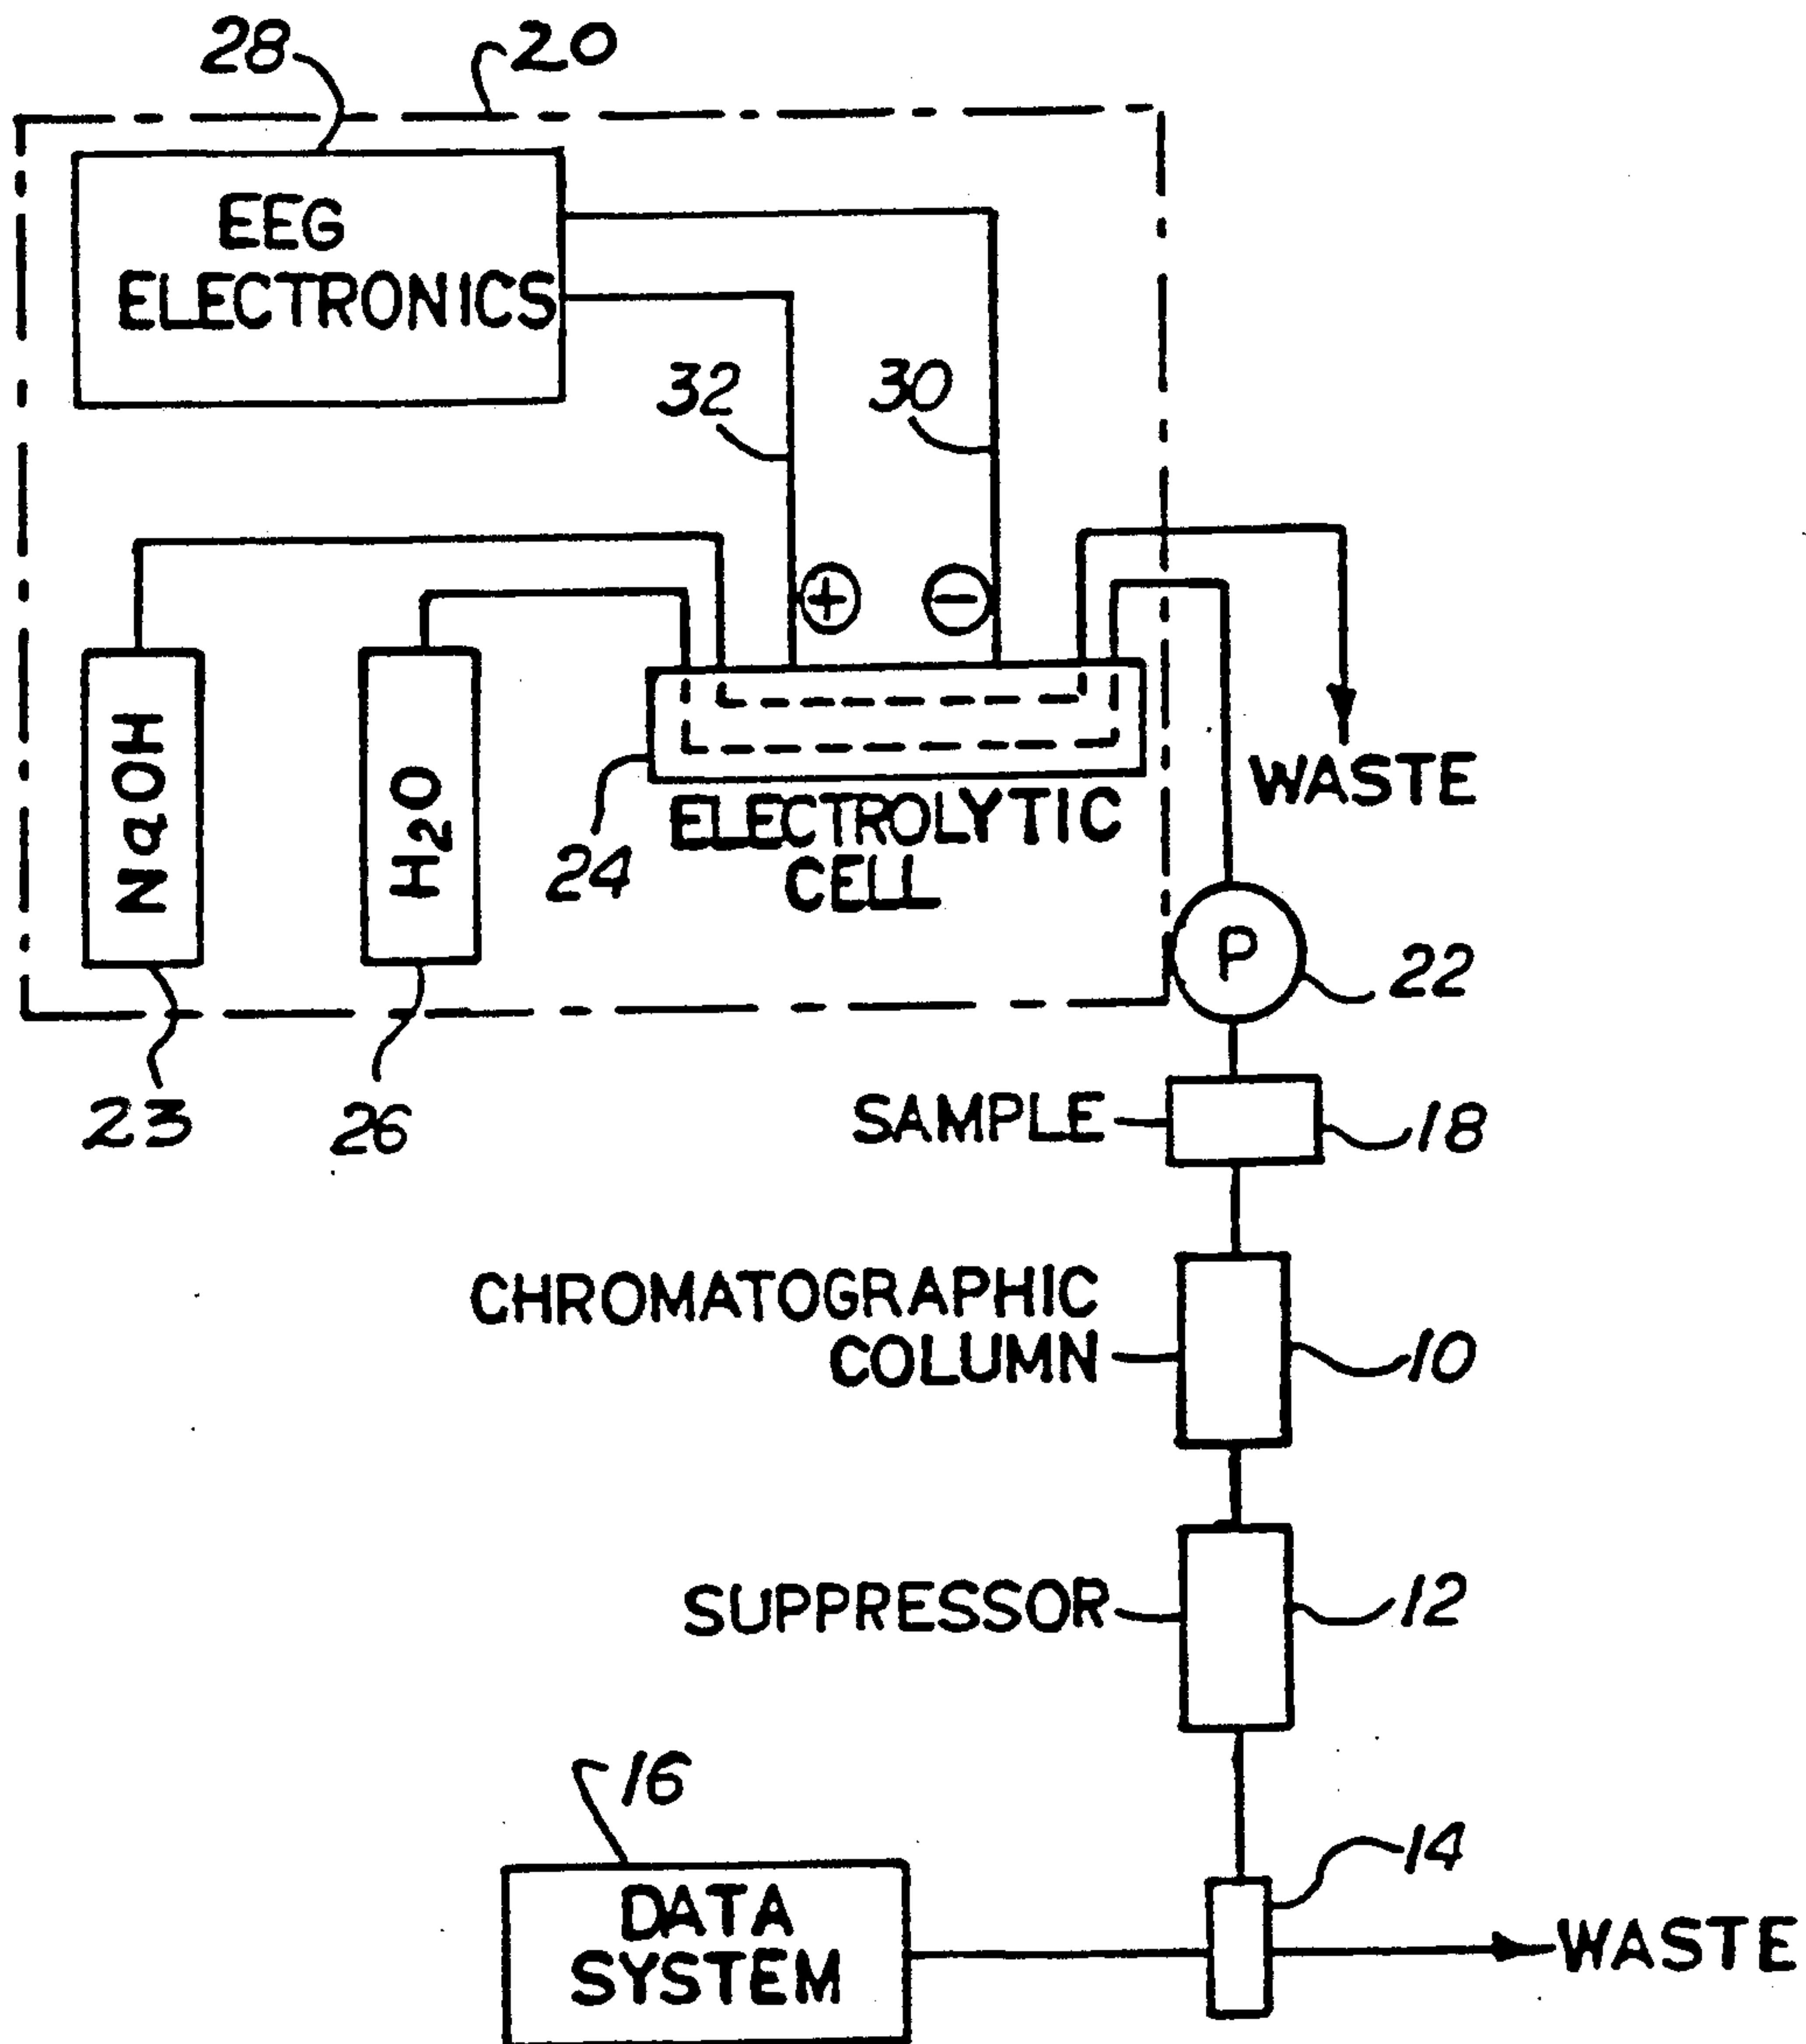 28
20
EEG
ELECTRONICS
32
30
+
−
NaOH
H2O
24
ELECTROLYTIC
CELL
WASTE
P
22
23
26
SAMPLE
18
CHROMATOGRAPHIC
COLUMN
10
SUPPRESSOR
12
16
14
DATA
SYSTEM
WASTE